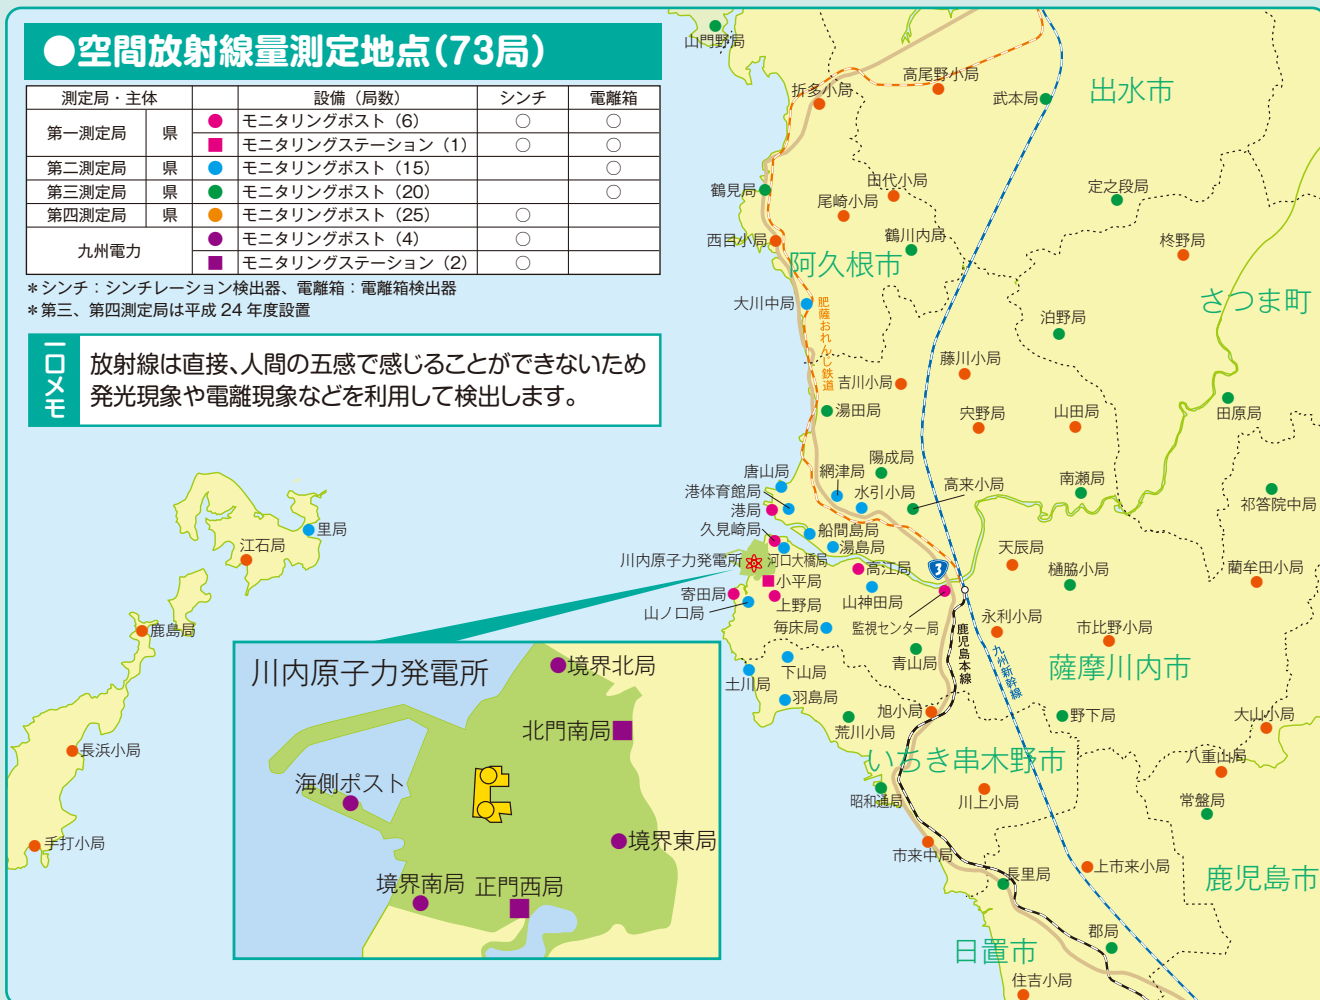 ●空間放射線量測定地点(73局)
測定局・主体 設備（局数） シンチ 電離箱
第一測定局 県 ● モニタリングポスト（6） ○ ○
■ モニタリングステーション（1） ○ ○
第二測定局 県 ● モニタリングポスト（15） ○
第三測定局 県 ● モニタリングポスト（20） ○
第四測定局 県 ● モニタリングポスト（25） ○
九州電力 ● モニタリングポスト（4） ○
■ モニタリングステーション（2） ○
＊シンチ：シンチレーション検出器、電離箱：電離箱検出器
＊第三、第四測定局は平成 24 年度設置
一口メモ
放射線は直接、人間の五感で感じることができないため
発光現象や電離現象などを利用して検出します。
山門野局
高尾野小局
折多小局
武本局
出水市
鶴見局
田代小局
尾崎小局
定之段局
西目小局
鶴川内局
柊野局
阿久根市
さつま町
大川中局
肥薩おれんじ鉄道
泊野局
藤川小局
吉川小局
湯田局
穴野局
山田局
田原局
陽成局
唐山局
網津局
港体育館局
水引小局
高来小局
南瀬局
祁答院中局
港局
久見崎局
船間島局
湯島局
川内原子力発電所
河口大橋局
高江局
天辰局
樋脇小局
藺牟田小局
小平局
寄田局
上野局
山神田局
山ノ口局
3
毎床局
監視センター局
永利小局
市比野小局
鹿児島本線
九州新幹線
青山局
薩摩川内市
下山局
土川局
羽島局
旭小局
荒川小局
野下局
大山小局
いちき串木野市
八重山局
昭和通局
川上小局
常盤局
市来中局
長里局
上市来小局
鹿児島市
郡局
日置市
住吉小局
里局
江石局
鹿島局
長浜小局
手打小局
川内原子力発電所
境界北局
北門南局
海側ポスト
境界東局
境界南局
正門西局